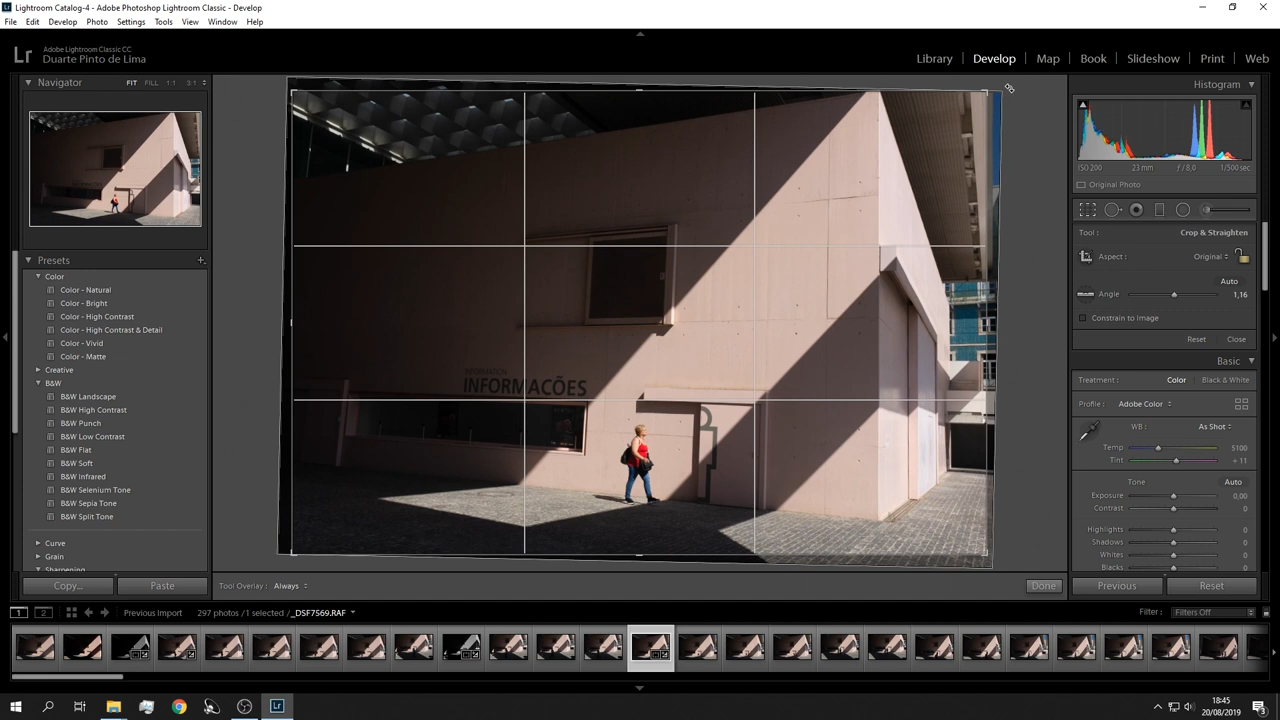 Lightroom Catalog-4 - Adobe Photoshop Lightroom Classic - Develop
File Edit Develop Photo Settings Tools View Window Help
Lr Adobe Lightroom Classic CC
Duarte Pinto de Lima
Library | Develop | Map | Book | Slideshow | Print | Web
Navigator FIT FILL 1:1 3:1
Histogram
ISO 200 23 mm ƒ / 8,0 1/500 sec
Original Photo
Tool: Crop & Straighten
Aspect: Original
Auto
Angle 1,16
Constrain to Image
Reset Close
Basic
Treatment: Color Black & White
Profile: Adobe Color
WB: As Shot
Temp 5100
Tint + 11
Tone Auto
Exposure 0,00
Contrast 0
Highlights 0
Shadows 0
Whites 0
Blacks 0
Presets +
Color
Color - Natural
Color - Bright
Color - High Contrast
Color - High Contrast & Detail
Color - Vivid
Color - Matte
Creative
B&W
B&W Landscape
B&W High Contrast
B&W Punch
B&W Low Contrast
B&W Flat
B&W Soft
B&W Infrared
B&W Selenium Tone
B&W Sepia Tone
B&W Split Tone
Curve
Grain
Sharpening
INFORMATION
INFORMAÇÕES
Copy... Paste
Tool Overlay: Always
Done
Previous Reset
1 2 Previous Import 297 photos / 1 selected / _DSF7569.RAF
Filter: Filters Off
Lr
18:45
20/08/2019
3